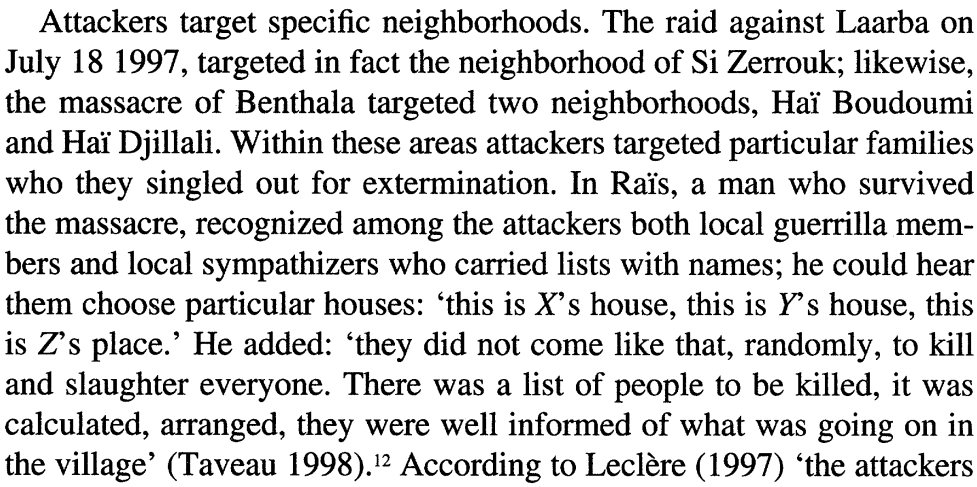 Attackers target specific neighborhoods. The raid against Laarba on
July 18 1997, targeted in fact the neighborhood of Si Zerrouk; likewise,
the massacre of Benthala targeted two neighborhoods, Haï Boudoumi
and Haï Djillali. Within these areas attackers targeted particular families
who they singled out for extermination. In Raïs, a man who survived
the massacre, recognized among the attackers both local guerrilla mem-
bers and local sympathizers who carried lists with names; he could hear
them choose particular houses: ‘this is X’s house, this is Y’s house, this
is Z’s place.’ He added: ‘they did not come like that, randomly, to kill
and slaughter everyone. There was a list of people to be killed, it was
calculated, arranged, they were well informed of what was going on in
the village’ (Taveau 1998).¹² According to Leclère (1997) ‘the attackers